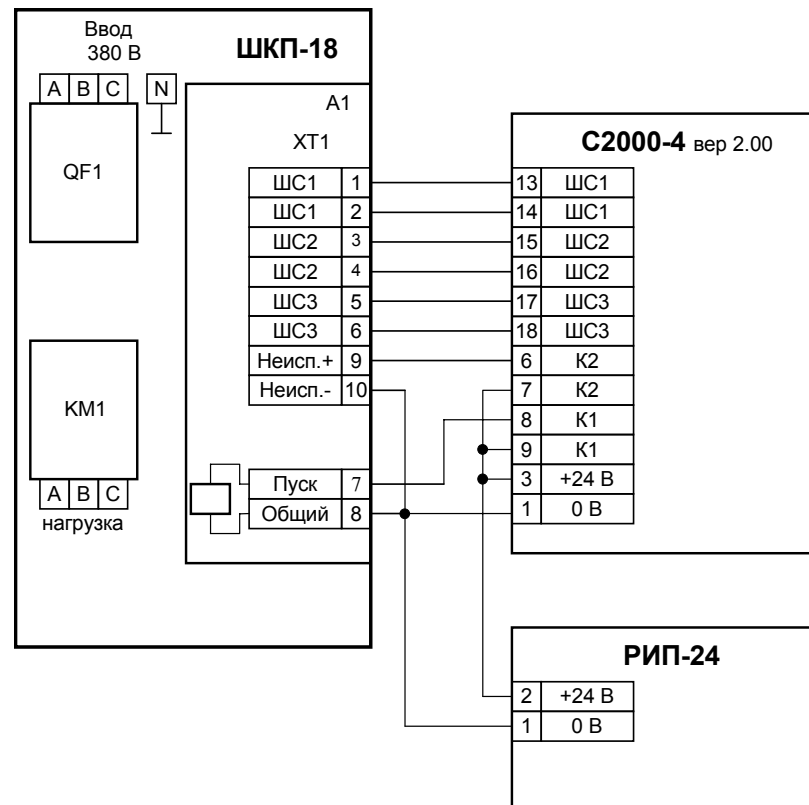 Ввод
380 В
ШКП-18
A B C N
QF1
A1
XT1
ШС1 1
ШС1 2
ШС2 3
ШС2 4
ШС3 5
ШС3 6
Неисп.+ 9
Неисп.- 10
Пуск 7
Общий 8
KM1
A B C
нагрузка
С2000-4 вер 2.00
13 ШС1
14 ШС1
15 ШС2
16 ШС2
17 ШС3
18 ШС3
6 К2
7 К2
8 К1
9 К1
3 +24 В
1 0 В
РИП-24
2 +24 В
1 0 В